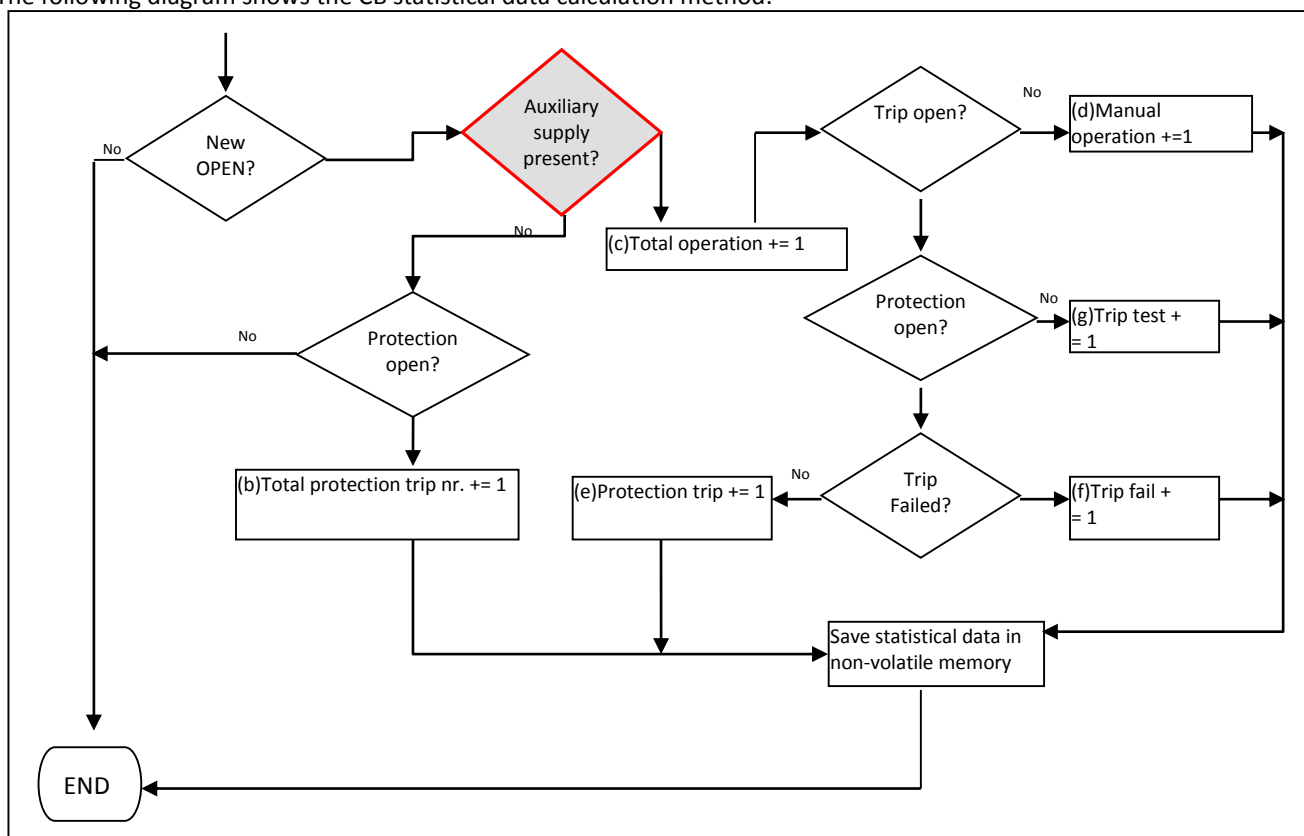 The following diagram shows the CB statistical data calculation method:
New
OPEN?
No
Auxiliary
supply
present?
No
Trip open?
No
(d)Manual
operation +=1
(c)Total operation += 1
Protection
open?
No
Protection
open?
No
(g)Trip test +
= 1
(b)Total protection trip nr. += 1
(e)Protection trip += 1
No
Trip
Failed?
(f)Trip fail +
= 1
Save statistical data in
non-volatile memory
END